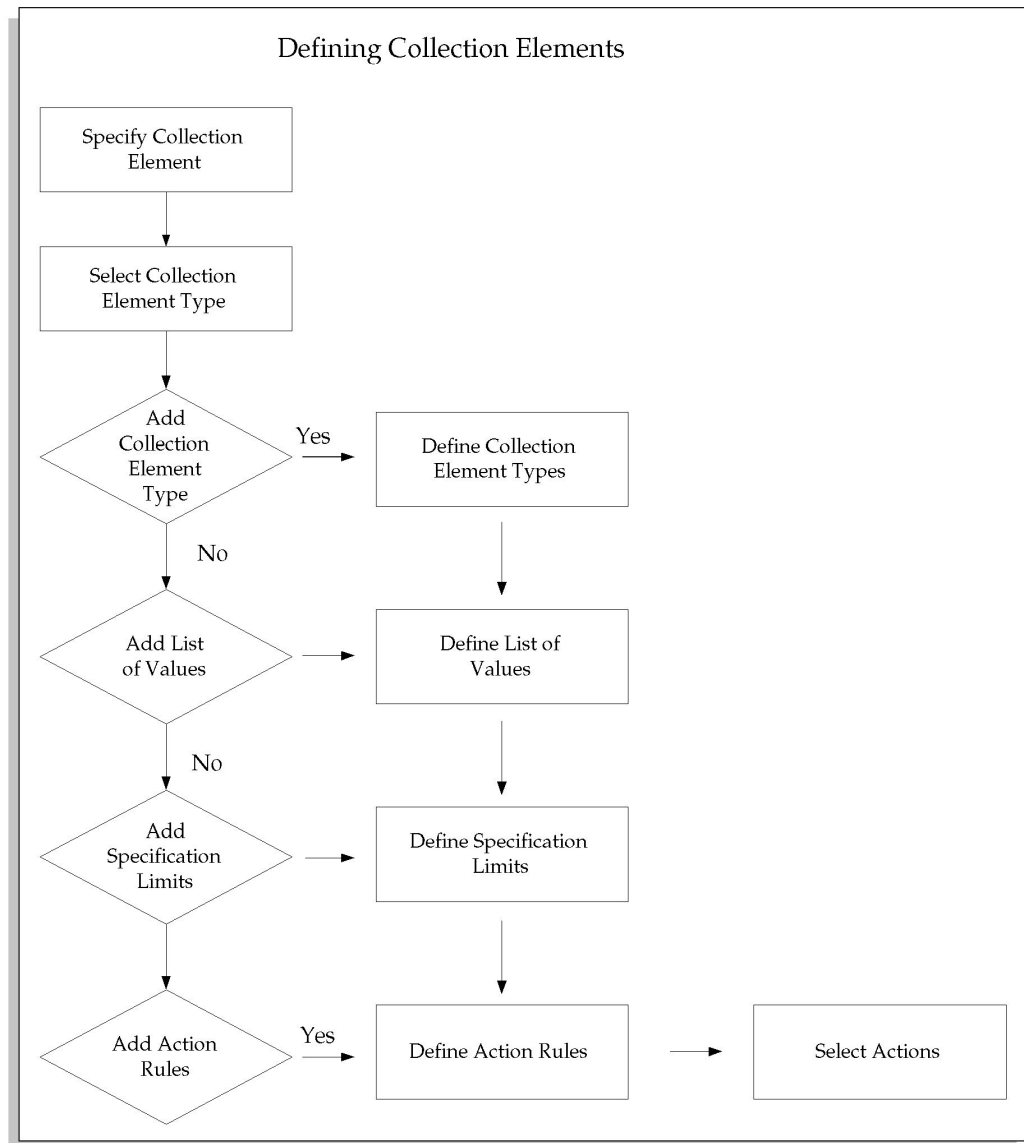 Defining Collection Elements
Specify Collection
Element
Select Collection
Element Type
Add
Collection
Element
Type
Yes
Define Collection
Element Types
No
Add List
of Values
Define List of
Values
No
Add
Specification
Limits
Define Specification
Limits
Add Action
Rules
Yes
Define Action Rules
Select Actions